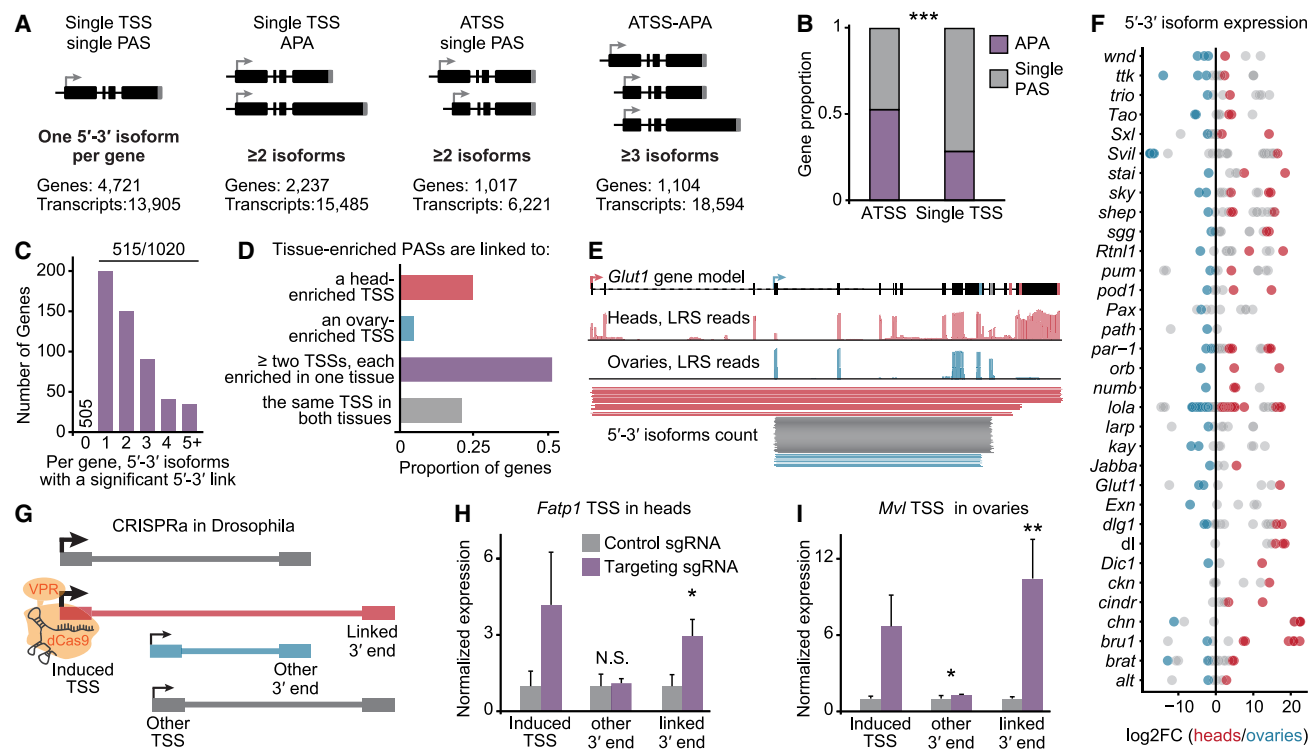 A
Single TSS
single PAS
One 5′-3′ isoform
per gene
Genes: 4,721
Transcripts:13,905
Single TSS
APA
≥2 isoforms
Genes: 2,237
Transcripts:15,485
ATSS
single PAS
≥2 isoforms
Genes: 1,017
Transcripts: 6,221
ATSS-APA
≥3 isoforms
Genes: 1,104
Transcripts: 18,594
B
***
Gene proportion
1
0.5
0
ATSS
Single TSS
APA
Single
PAS
C
515/1020
Number of Genes
200
150
100
50
0
505
0 1 2 3 4 5+
Per gene, 5′-3′ isoforms
with a significant 5′-3′ link
D
Tissue-enriched PASs are linked to:
a head-
enriched TSS
an ovary-
enriched TSS
≥ two TSSs, each
enriched in one tissue
the same TSS in
both tissues
0 0.25 0.5
Proportion of genes
E
Glut1 gene model
Heads, LRS reads
Ovaries, LRS reads
5′-3′ isoforms count
F
5′-3′ isoform expression
wnd
ttk
trio
Tao
Sxl
Svil
stai
sky
shep
sgg
Rtnl1
pum
pod1
Pax
path
par−1
orb
numb
lola
larp
kay
Jabba
Glut1
Exn
dlg1
dl
Dic1
ckn
cindr
chn
bru1
brat
alt
−10 0 10 20
log2FC (heads/ovaries)
G
CRISPRa in Drosophila
VPR
dCas9
Induced
TSS
Linked
3′ end
Other
3′ end
Other
TSS
H
Fatp1 TSS in heads
Control sgRNA
Targeting sgRNA
Normalized expression
6
3
0
N.S.
*
Induced
TSS
other
3′ end
linked
3′ end
I
Mvl TSS in ovaries
Normalized expression
12
6
0
*
**
Induced
TSS
other
3′ end
linked
3′ end